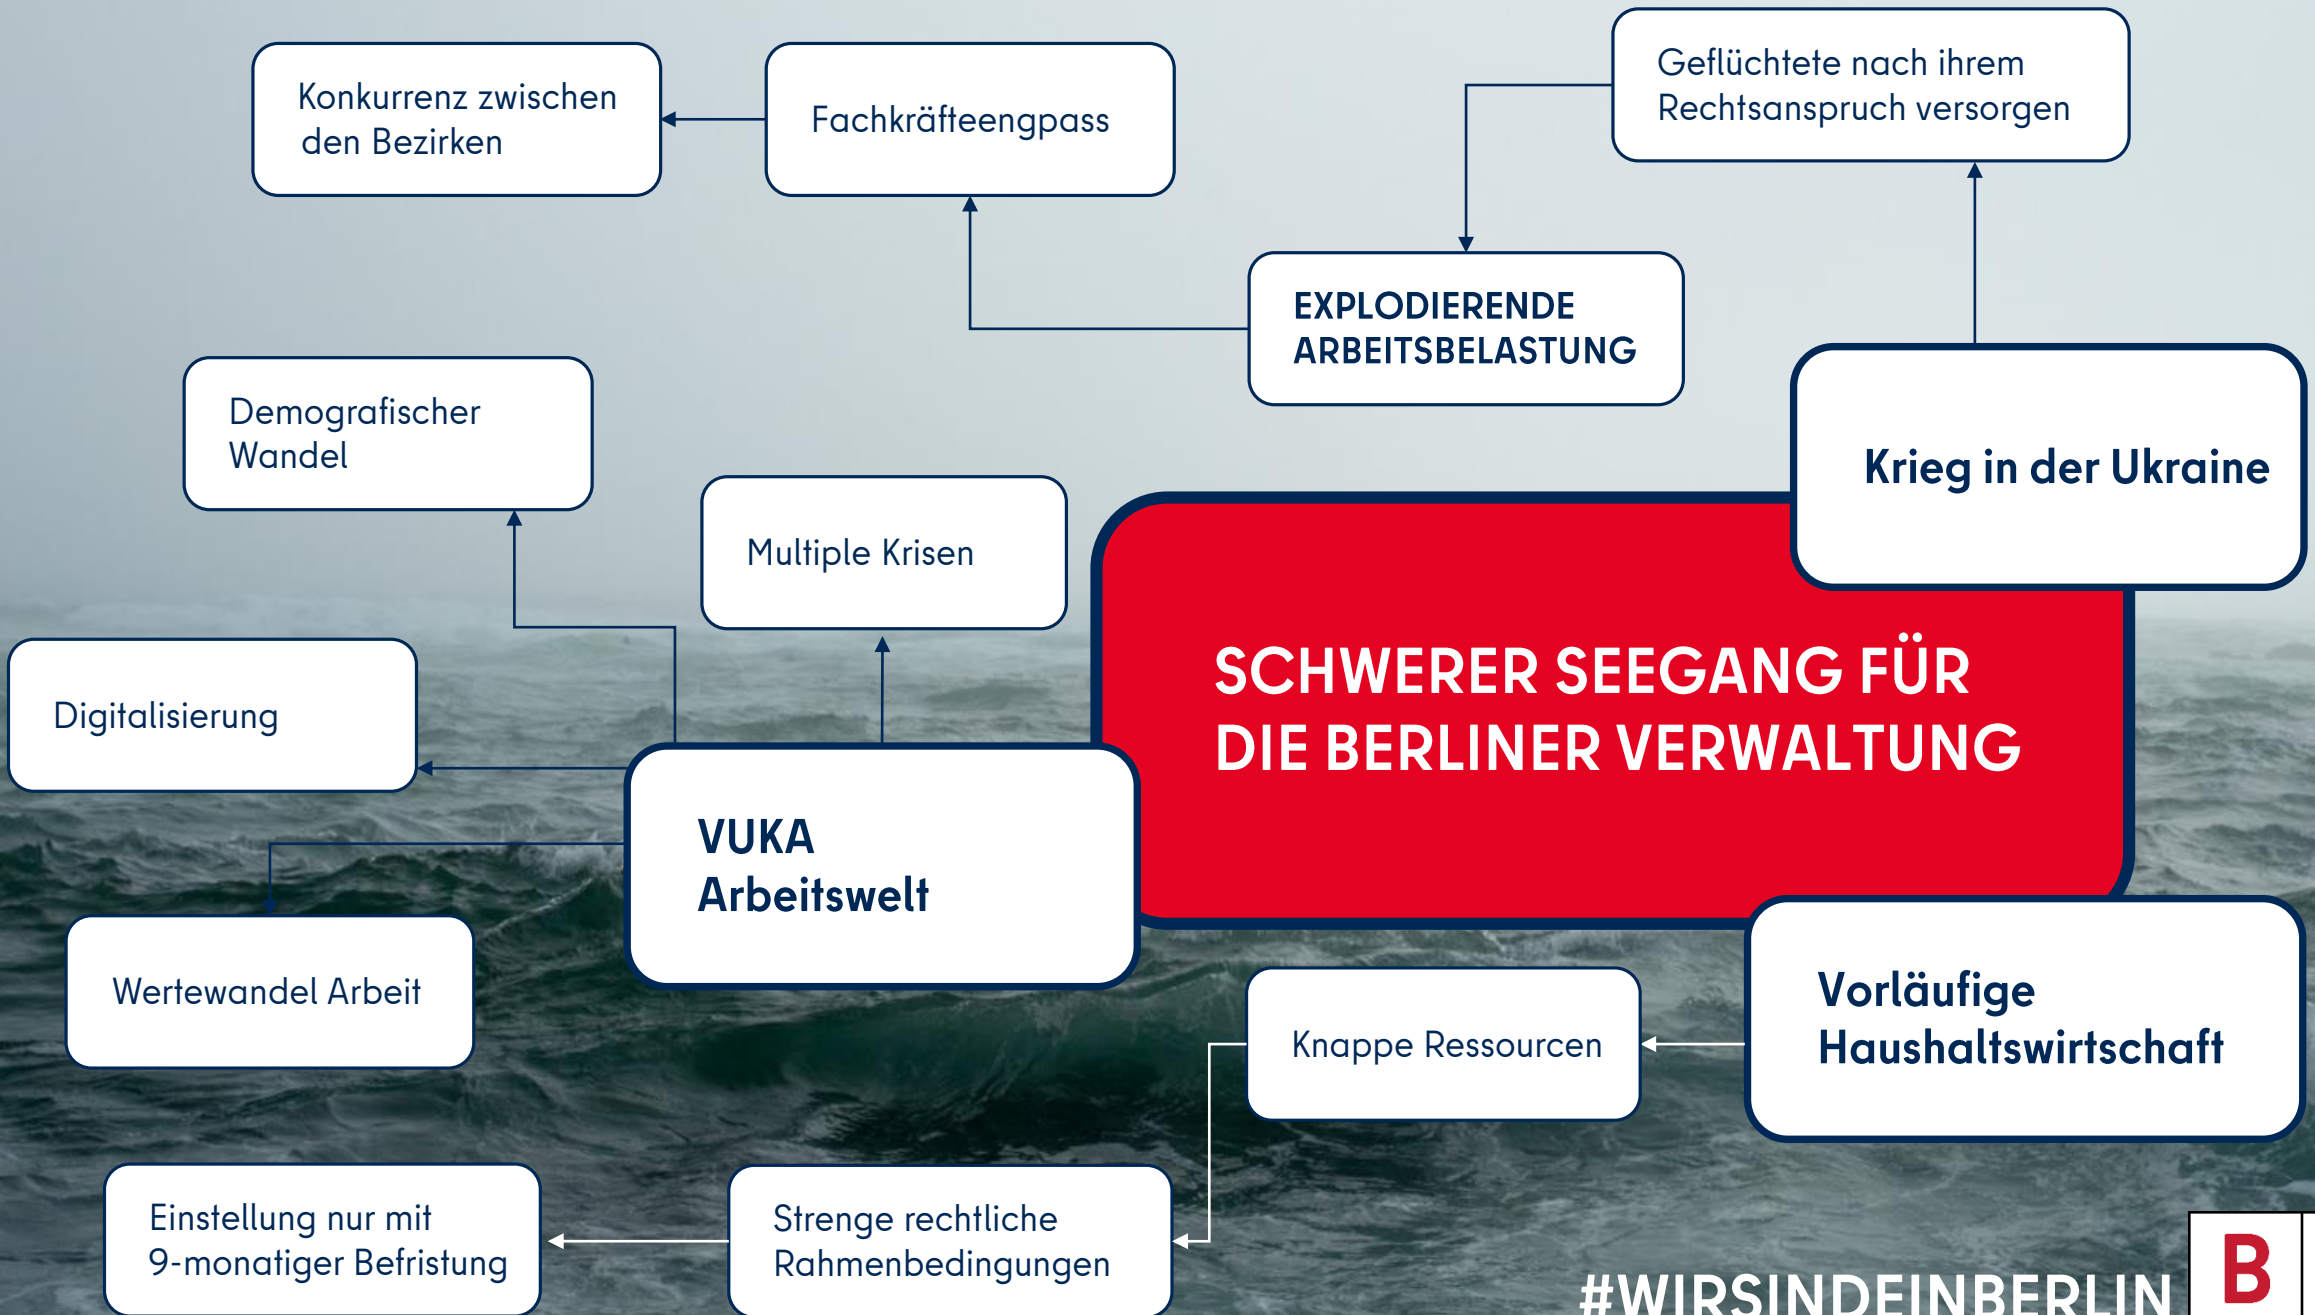 Geflüchtete nach ihrem
Rechtsanspruch versorgen
Konkurrenz zwischen
den Bezirken
Fachkräfteengpass
EXPLODIERENDE
ARBEITSBELASTUNG
Demografischer
Wandel
Krieg in der Ukraine
Multiple Krisen
SCHWERER SEEGANG FÜR
DIE BERLINER VERWALTUNG
Digitalisierung
VUKA
Arbeitswelt
Wertewandel Arbeit
Knappe Ressourcen
Vorläufige
Haushaltswirtschaft
Einstellung nur mit
9-monatiger Befristung
Strenge rechtliche
Rahmenbedingungen
#WIRSINDEINBERLIN
B